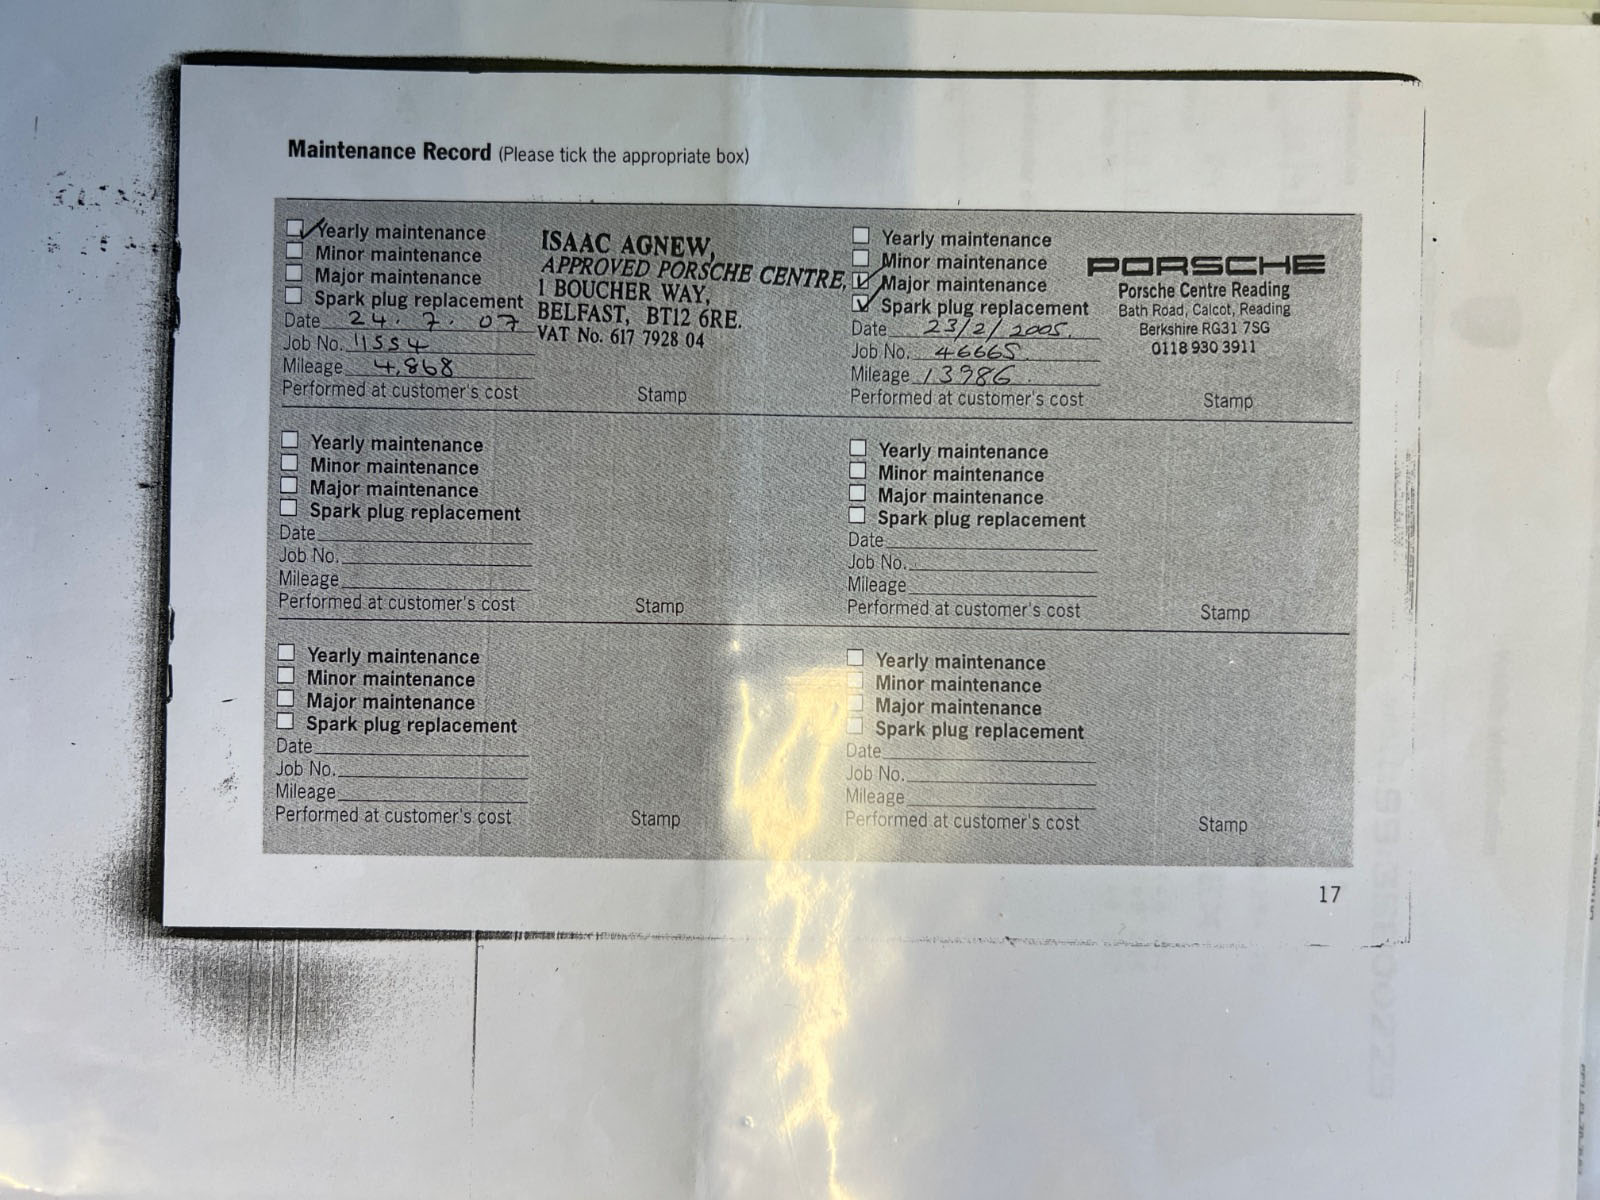 Maintenance Record (Please tick the appropriate box)
Yearly maintenance
Minor maintenance
Major maintenance
Spark plug replacement
Date 24.7.07
Job No. 11554
Mileage 4,868
Performed at customer's cost
ISAAC AGNEW,
APPROVED PORSCHE CENTRE,
1 BOUCHER WAY,
BELFAST, BT12 6RE.
VAT No. 617 7928 04
Stamp
Yearly maintenance
Minor maintenance
Major maintenance
Spark plug replacement
Date 23/2/2005.
Job No. 46665
Mileage 13986.
Performed at customer's cost
PORSCHE
Porsche Centre Reading
Bath Road, Calcot, Reading
Berkshire RG31 7SG
0118 930 3911
Stamp
Yearly maintenance
Minor maintenance
Major maintenance
Spark plug replacement
Date
Job No.
Mileage
Performed at customer's cost
Stamp
Yearly maintenance
Minor maintenance
Major maintenance
Spark plug replacement
Date
Job No.
Mileage
Performed at customer's cost
Stamp
Yearly maintenance
Minor maintenance
Major maintenance
Spark plug replacement
Date
Job No.
Mileage
Performed at customer's cost
Stamp
Yearly maintenance
Minor maintenance
Major maintenance
Spark plug replacement
Date
Job No.
Mileage
Performed at customer's cost
Stamp
17